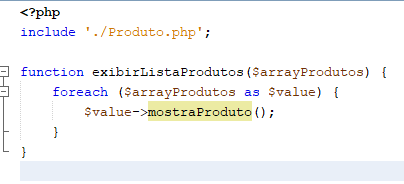 <?php
include './Produto.php';
function exibirListaProdutos($arrayProdutos) {
foreach ($arrayProdutos as $value) {
$value->mostraProduto();
}
}